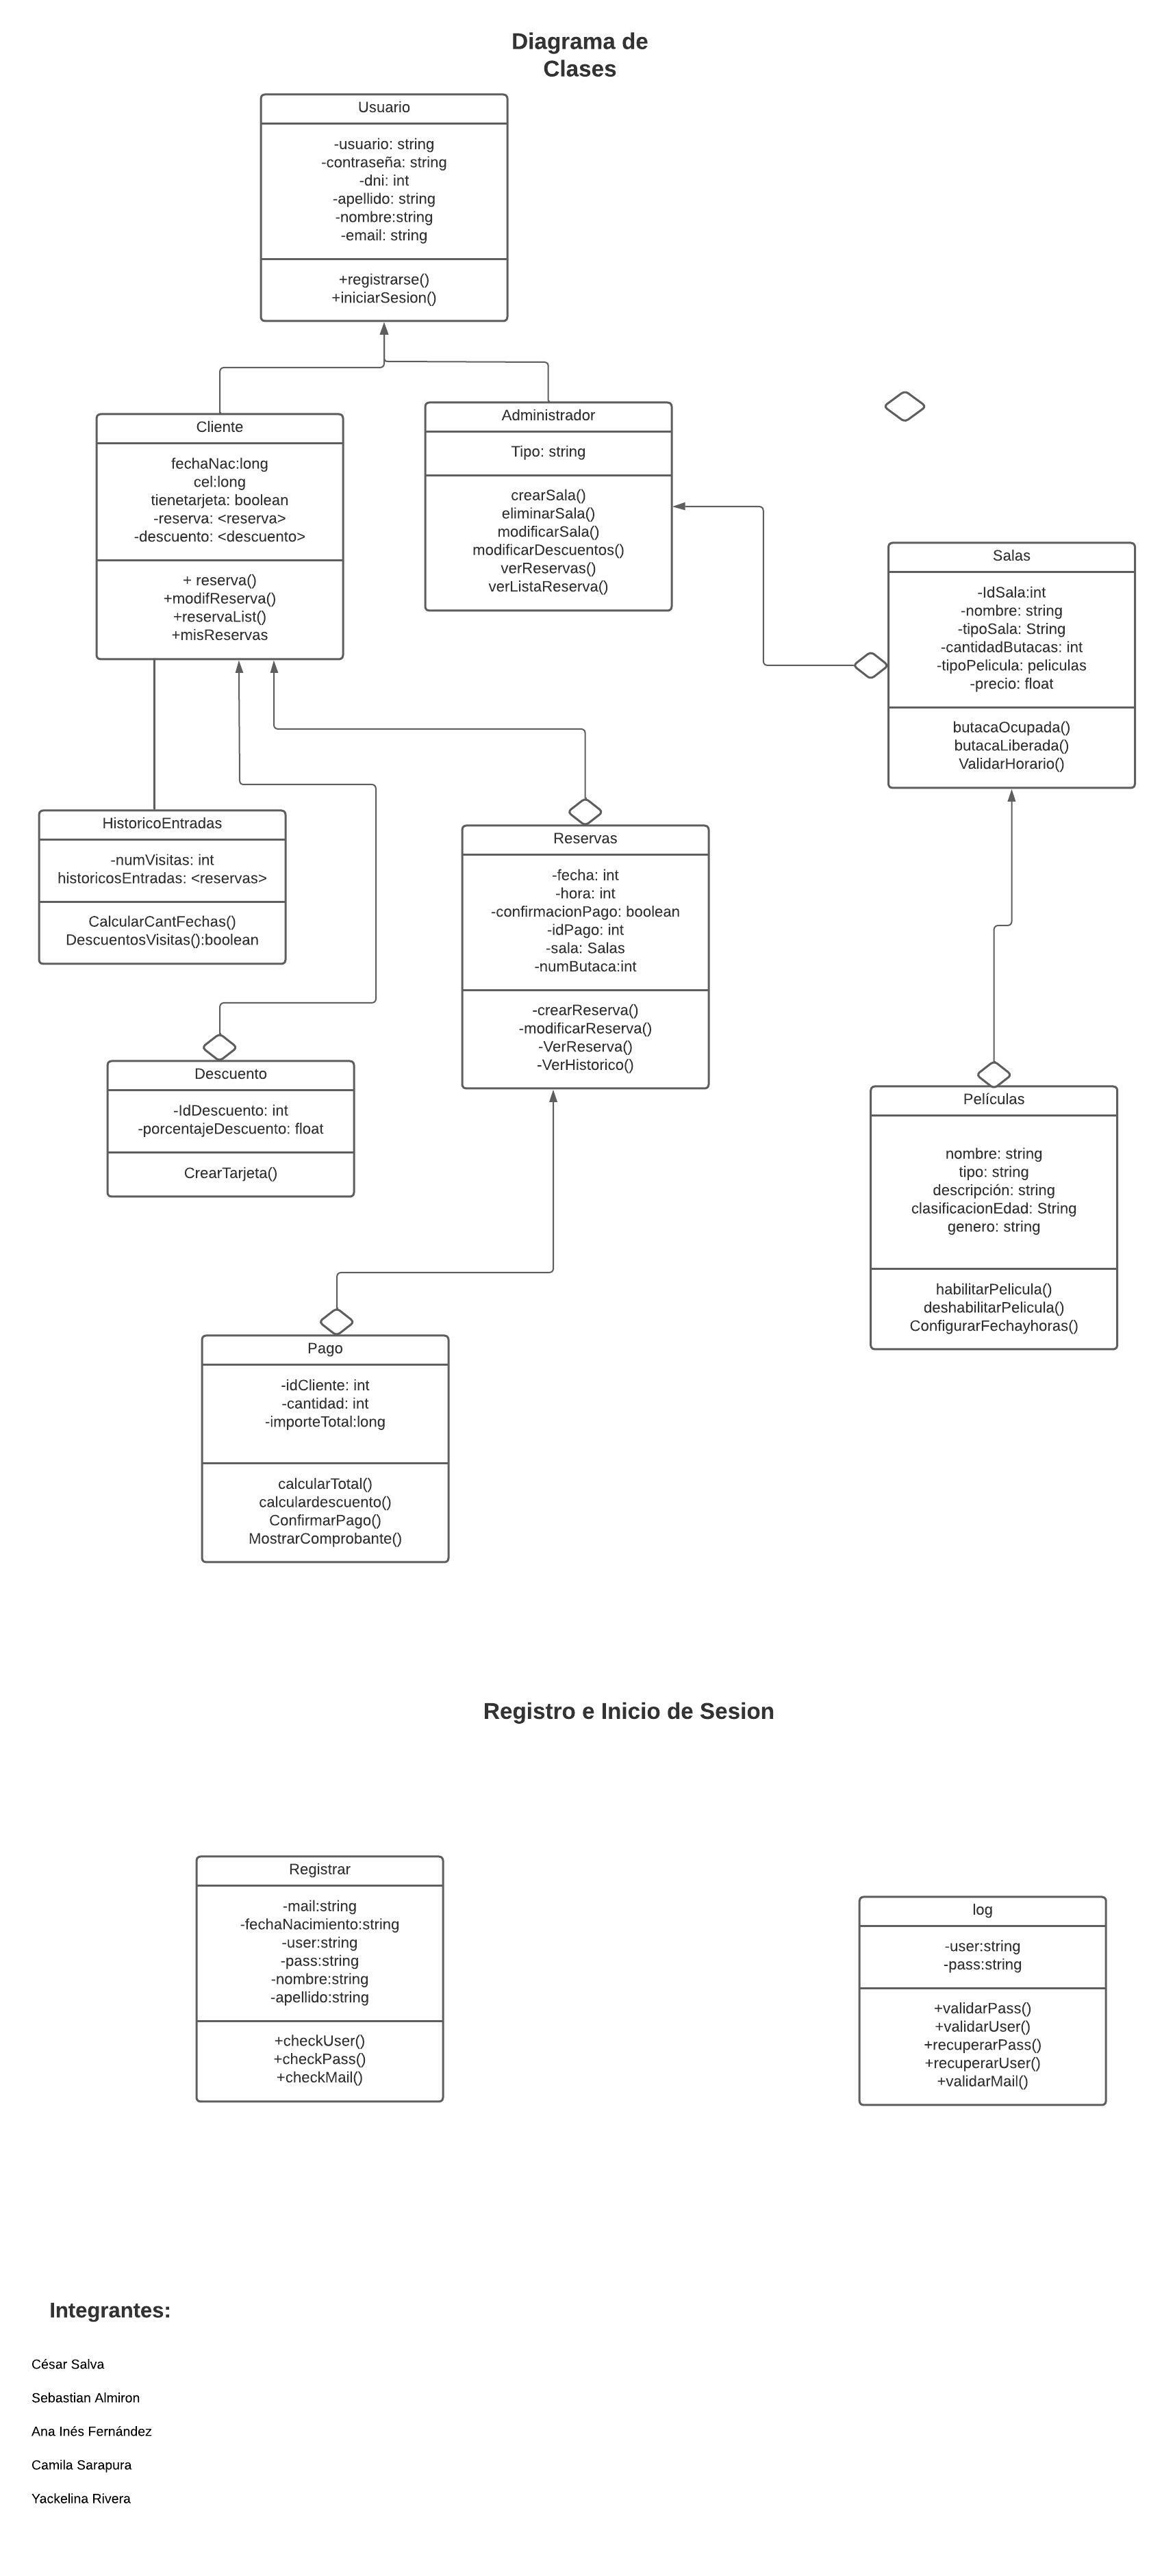 Diagrama de
Clases
Usuario
-usuario: string
-contraseña: string
-dni: int
-apellido: string
-nombre:string
-email: string
+registrarse()
+iniciarSesion()
Cliente
fechaNac:long
cel:long
tienetarjeta: boolean
-reserva: <reserva>
-descuento: <descuento>
+ reserva()
+modifReserva()
+reservaList()
+misReservas
Administrador
Tipo: string
crearSala()
eliminarSala()
modificarSala()
modificarDescuentos()
verReservas()
verListaReserva()
Salas
-IdSala:int
-nombre: string
-tipoSala: String
-cantidadButacas: int
-tipoPelicula: peliculas
-precio: float
butacaOcupada()
butacaLiberada()
ValidarHorario()
HistoricoEntradas
-numVisitas: int
historicosEntradas: <reservas>
CalcularCantFechas()
DescuentosVisitas():boolean
Reservas
-fecha: int
-hora: int
-confirmacionPago: boolean
-idPago: int
-sala: Salas
-numButaca:int
-crearReserva()
-modificarReserva()
-VerReserva()
-VerHistorico()
Descuento
-IdDescuento: int
-porcentajeDescuento: float
CrearTarjeta()
Películas
nombre: string
tipo: string
descripción: string
clasificacionEdad: String
genero: string
habilitarPelicula()
deshabilitarPelicula()
ConfigurarFechayhoras()
Pago
-idCliente: int
-cantidad: int
-importeTotal:long
calcularTotal()
calculardescuento()
ConfirmarPago()
MostrarComprobante()
Registro e Inicio de Sesion
Registrar
-mail:string
-fechaNacimiento:string
-user:string
-pass:string
-nombre:string
-apellido:string
+checkUser()
+checkPass()
+checkMail()
log
-user:string
-pass:string
+validarPass()
+validarUser()
+recuperarPass()
+recuperarUser()
+validarMail()
Integrantes:
César Salva
Sebastian Almiron
Ana Inés Fernández
Camila Sarapura
Yackelina Rivera